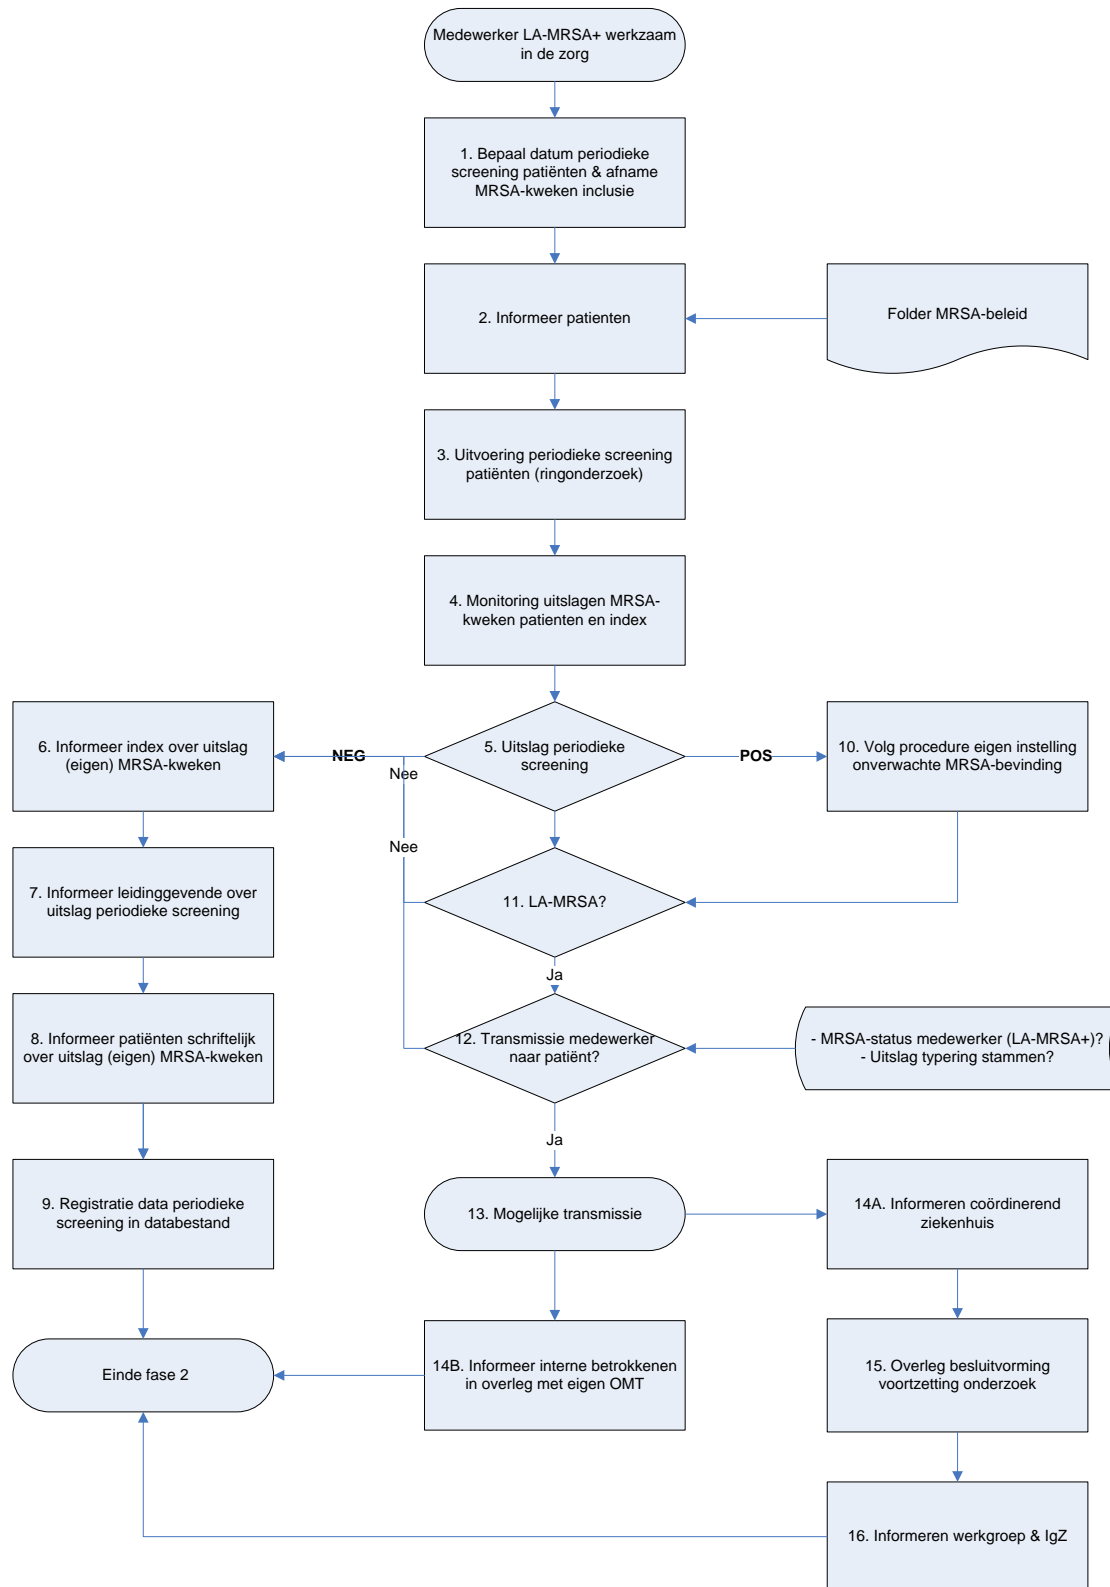 Medewerker LA-MRSA+ werkzaam
in de zorg
1. Bepaal datum periodieke
screening patiënten & afname
MRSA-kweken inclusie
2. Informeer patienten
Folder MRSA-beleid
3. Uitvoering periodieke screening
patiënten (ringonderzoek)
4. Monitoring uitslagen MRSA-
kweken patienten en index
6. Informeer index over uitslag
(eigen) MRSA-kweken
NEG
Nee
5. Uitslag periodieke
screening
POS
10. Volg procedure eigen instelling
onverwachte MRSA-bevinding
7. Informeer leidinggevende over
uitslag periodieke screening
Nee
11. LA-MRSA?
Ja
8. Informeer patiënten schriftelijk
over uitslag (eigen) MRSA-kweken
12. Transmissie medewerker
naar patiënt?
- MRSA-status medewerker (LA-MRSA+)?
- Uitslag typering stammen?
Ja
9. Registratie data periodieke
screening in databestand
13. Mogelijke transmissie
14A. Informeren coördinerend
ziekenhuis
Einde fase 2
14B. Informeer interne betrokkenen
in overleg met eigen OMT
15. Overleg besluitvorming
voortzetting onderzoek
16. Informeren werkgroep & IgZ